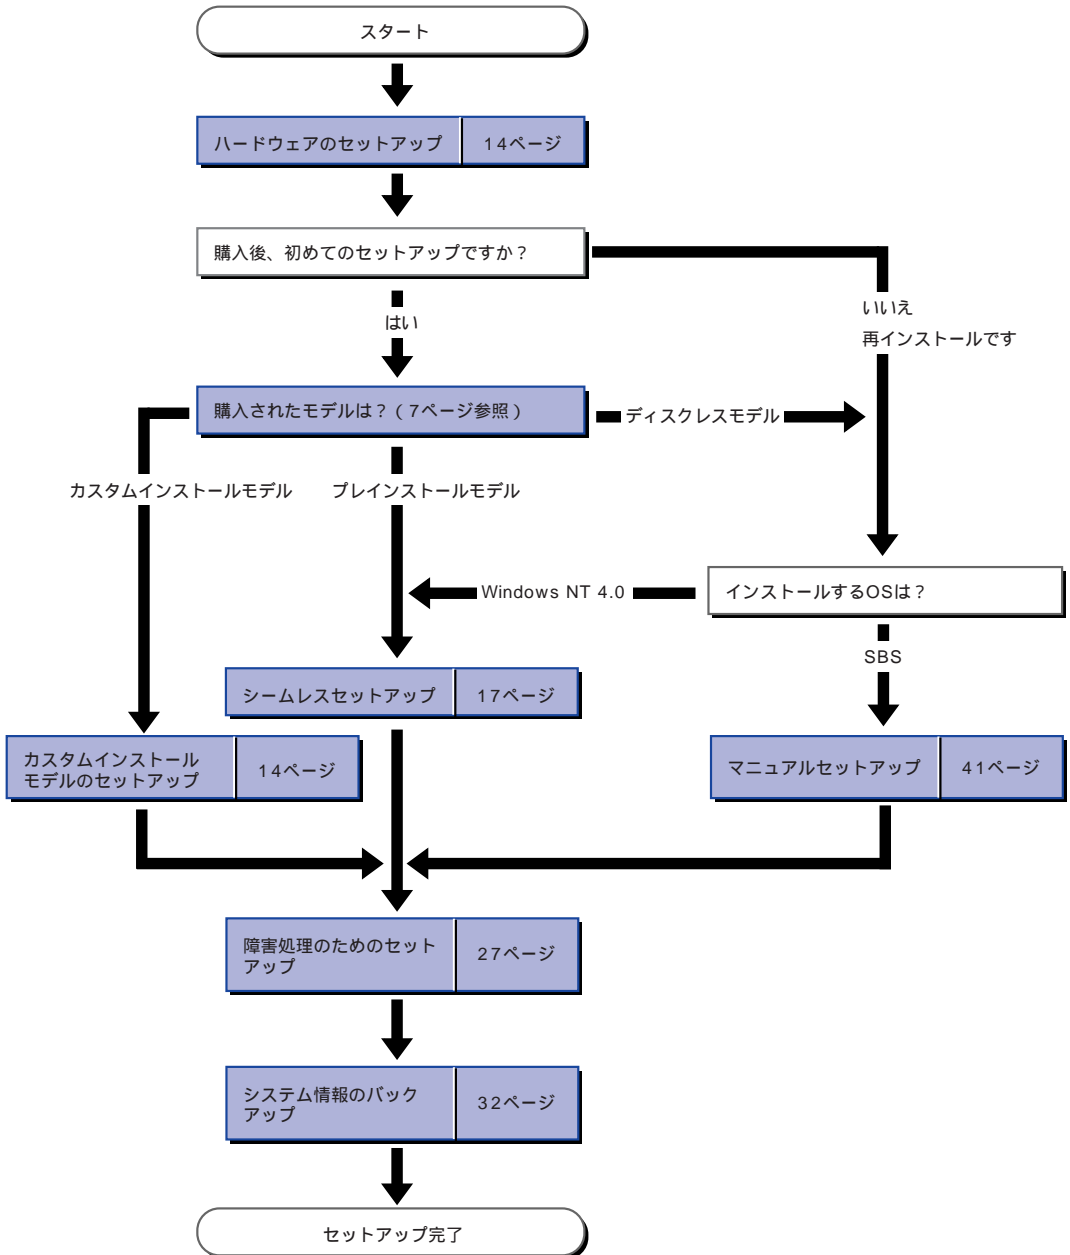 スタート
ハードウェアのセットアップ 14ページ
購入後、初めてのセットアップですか？
はい
いいえ
再インストールです
購入されたモデルは？（7ページ参照）
ディスクレスモデル
カスタムインストールモデル
プレインストールモデル
Windows NT 4.0
インストールするOSは？
SBS
シームレスセットアップ 17ページ
カスタムインストール
モデルのセットアップ
14ページ
マニュアルセットアップ 41ページ
障害処理のためのセット
アップ
27ページ
システム情報のバック
アップ
32ページ
セットアップ完了